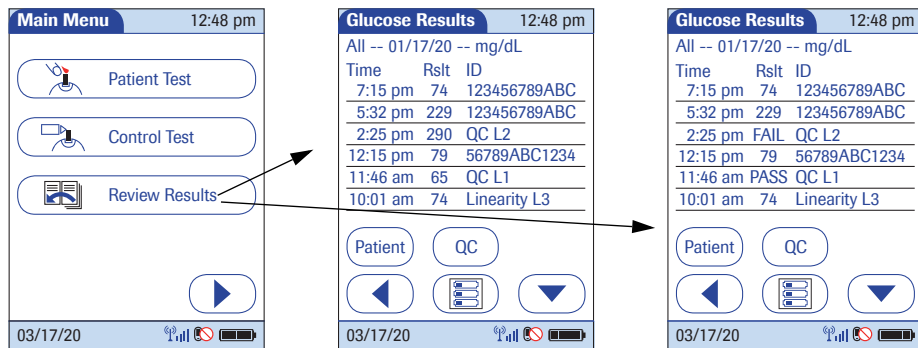 Main Menu 12:48 pm
Patient Test
Control Test
Review Results
03/17/20
Glucose Results 12:48 pm
All -- 01/17/20 -- mg/dL
Time Rslt ID
7:15 pm 74 123456789ABC
5:32 pm 229 123456789ABC
2:25 pm 290 QC L2
12:15 pm 79 56789ABC1234
11:46 am 65 QC L1
10:01 am 74 Linearity L3
Patient QC
03/17/20
Glucose Results 12:48 pm
All -- 01/17/20 -- mg/dL
Time Rslt ID
7:15 pm 74 123456789ABC
5:32 pm 229 123456789ABC
2:25 pm FAIL QC L2
12:15 pm 79 56789ABC1234
11:46 am PASS QC L1
10:01 am 74 Linearity L3
Patient QC
03/17/20